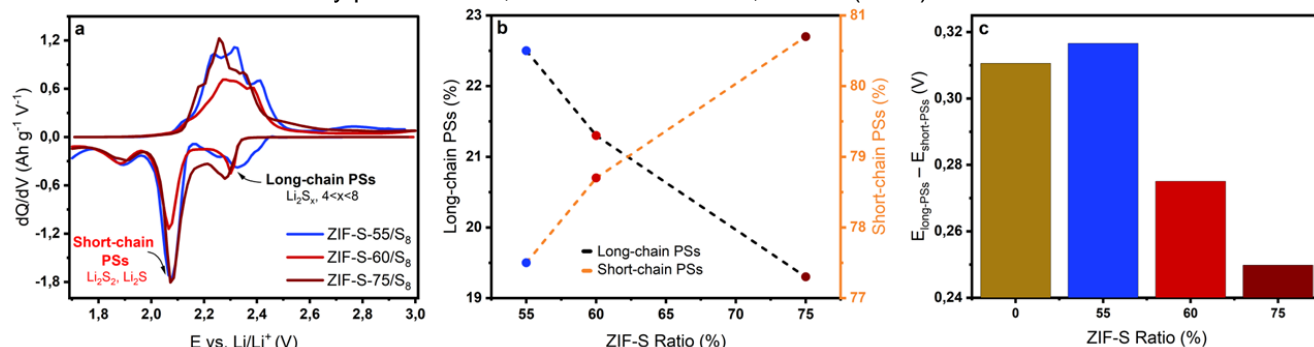 a
1,2
0,6
0,0
-0,6
-1,2
-1,8
dQ/dV (Ah g⁻¹ V⁻¹)
Long-chain PSs
Li₂Sₓ, 4<x<8
Short-chain
PSs
Li₂S₂, Li₂S
ZIF-S-55/S₈
ZIF-S-60/S₈
ZIF-S-75/S₈
1,8 2,0 2,2 2,4 2,6 2,8 3,0
E vs. Li/Li⁺ (V)
b
23
22
21
20
19
Long-chain PSs (%)
Long-chain PSs
Short-chain PSs
81
80
79
78
77
Short-chain PSs (%)
55 60 65 70 75
ZIF-S Ratio (%)
c
0,32
0,30
0,28
0,26
0,24
E_long-PSs – E_short-PSs (V)
0 55 60 75
ZIF-S Ratio (%)